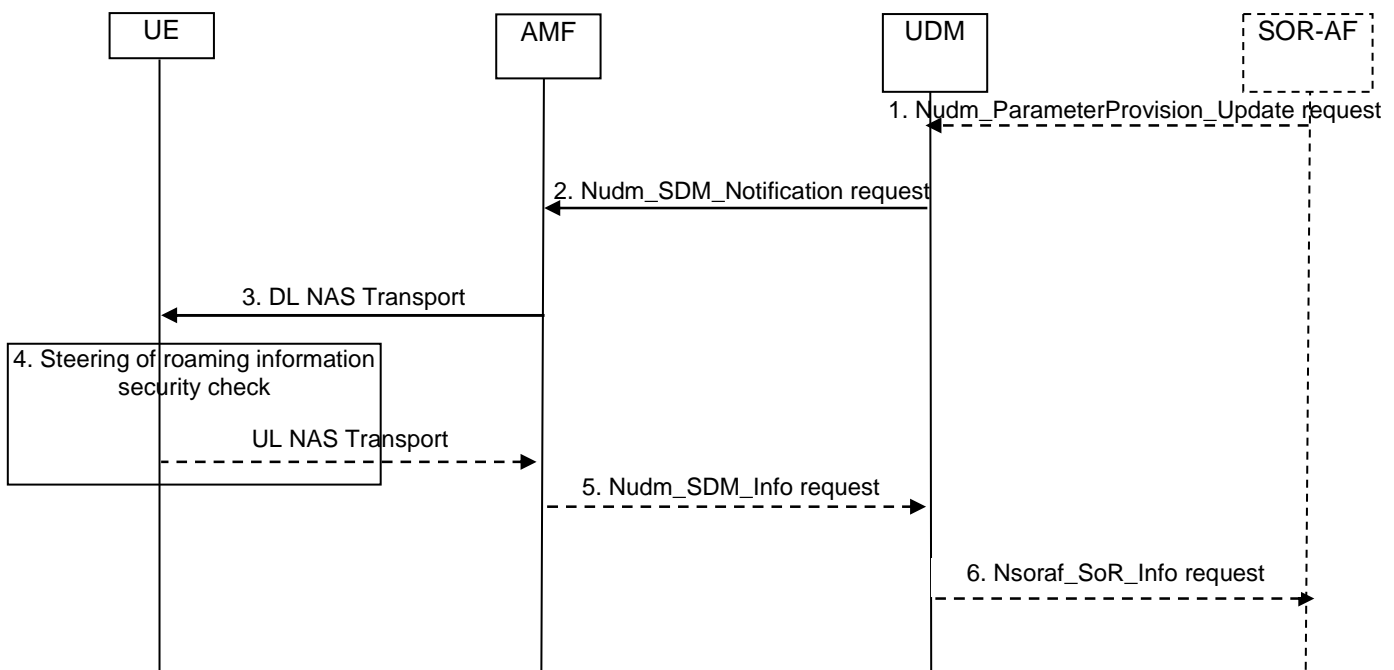 UE
AMF
UDM
SOR-AF
1. Nudm_ParameterProvision_Update request
2. Nudm_SDM_Notification request
3. DL NAS Transport
4. Steering of roaming information
security check
UL NAS Transport
5. Nudm_SDM_Info request
6. Nsoraf_SoR_Info request